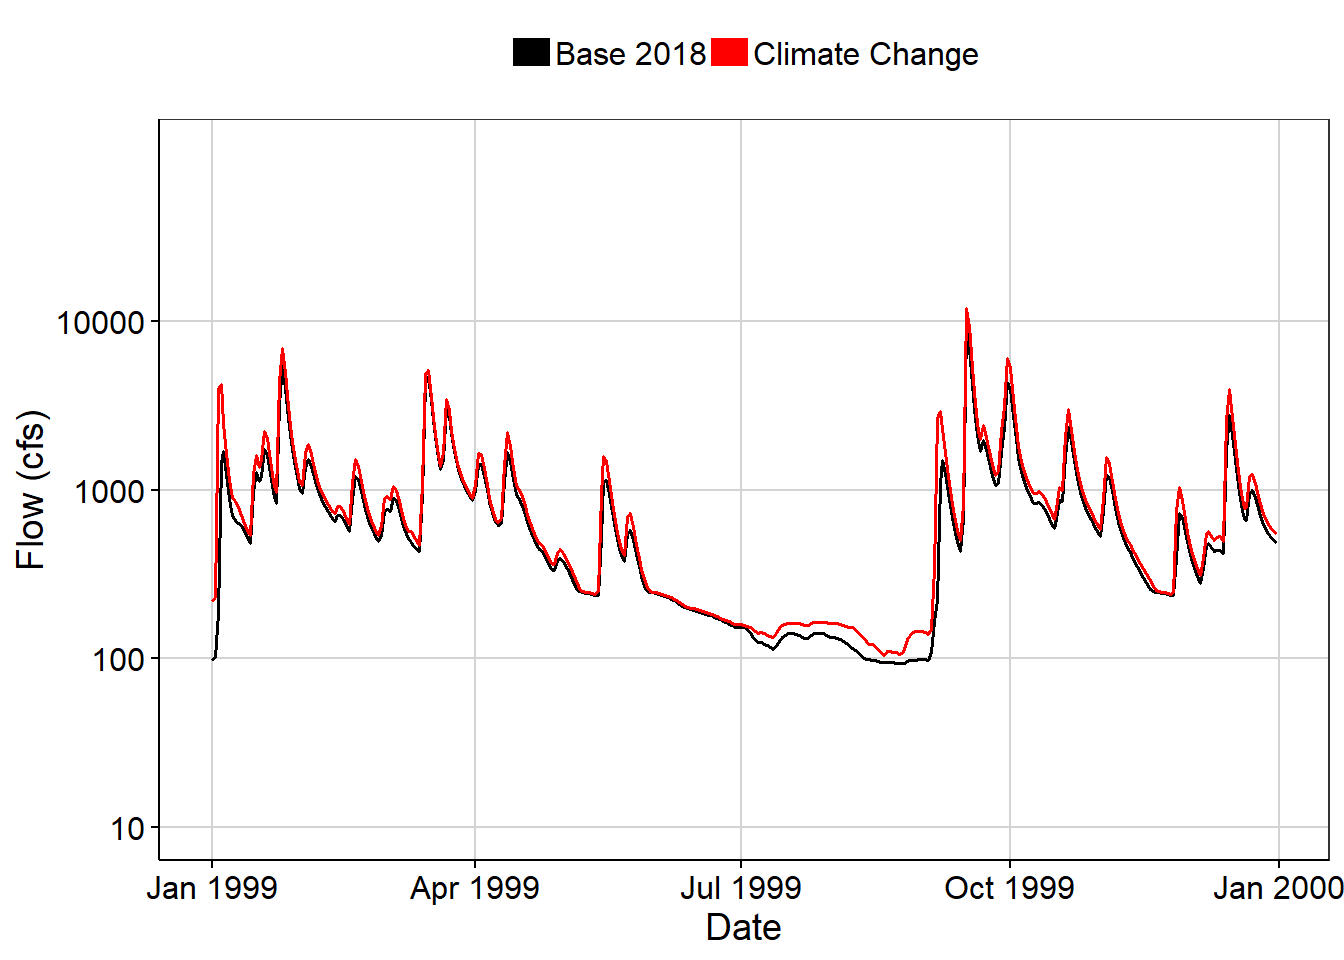 Base 2018 Climate Change
Flow (cfs)
10000
1000
100
10
Jan 1999 Apr 1999 Jul 1999 Oct 1999 Jan 2000
Date